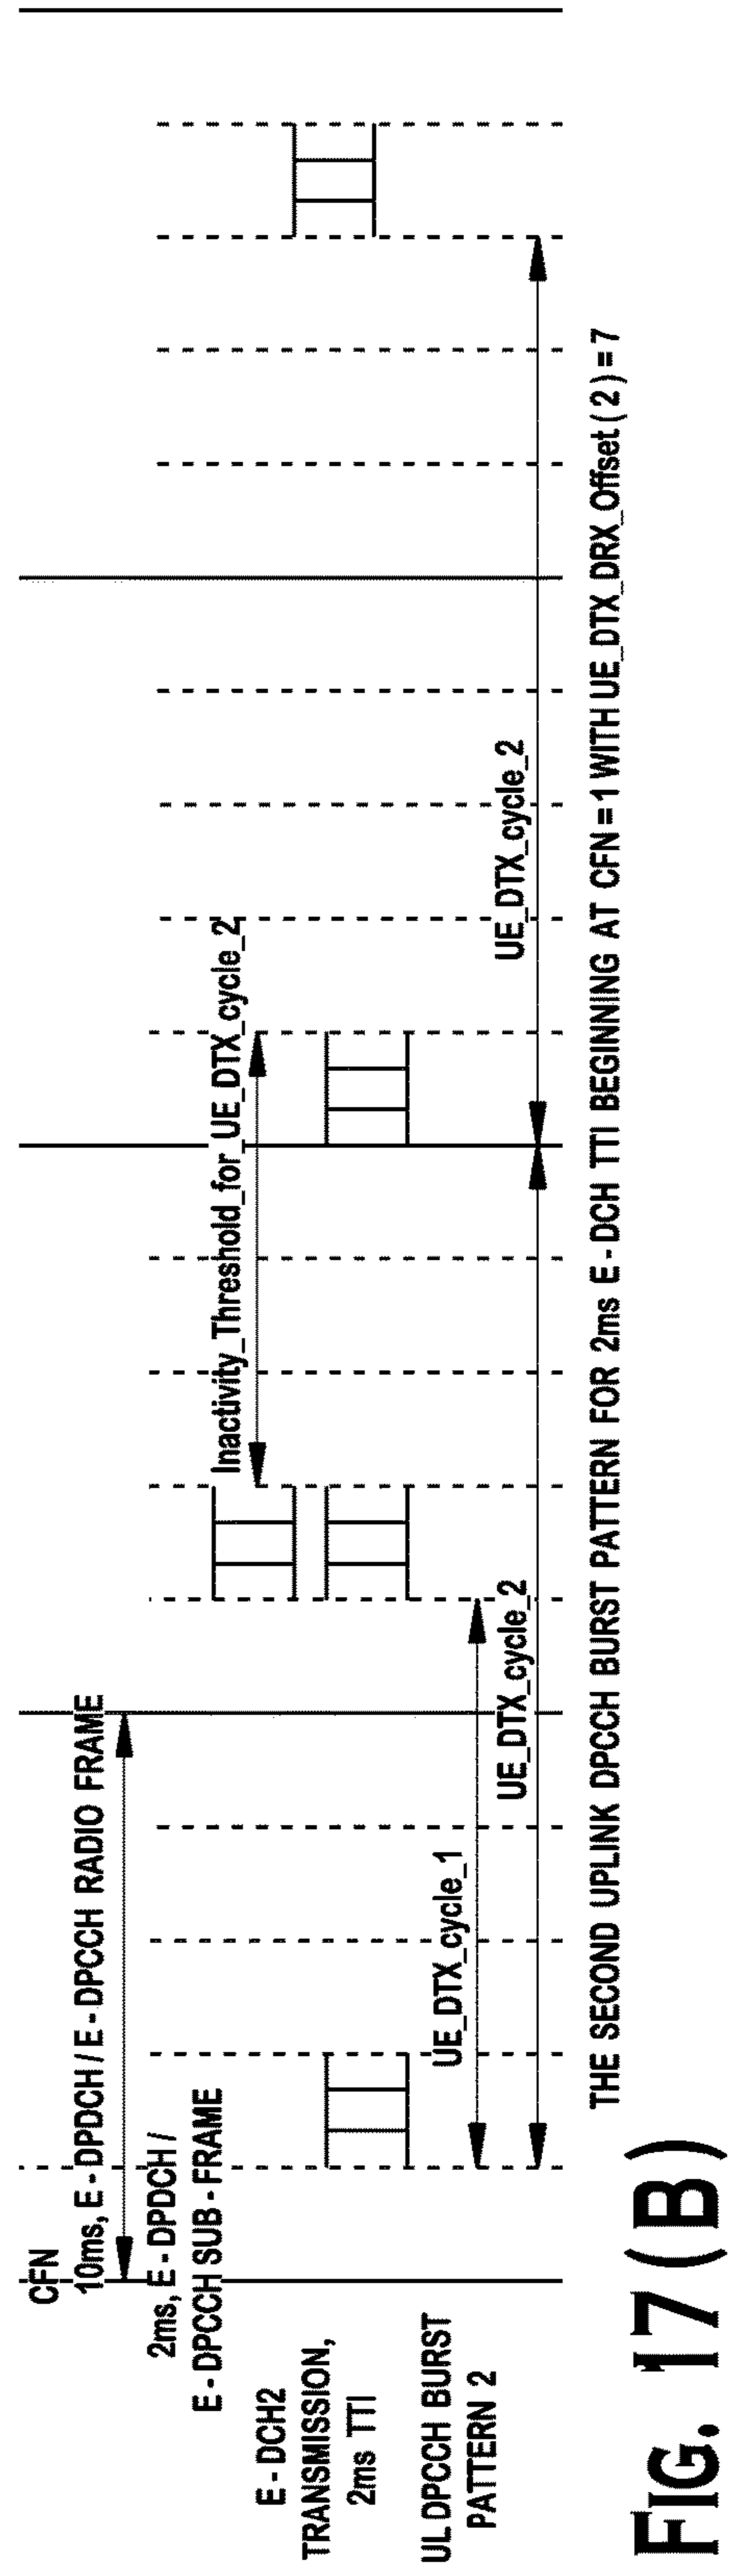 CFN
10ms, E - DPDCH / E - DPCCH RADIO FRAME
2ms, E - DPDCH /
E - DPCCH SUB - FRAME
Inactivity_Threshold_for_UE_DTX_cycle_2
E - DCH2
TRANSMISSION,
2ms TTI
UL DPCCH BURST
PATTERN 2
UE_DTX_cycle_1
UE_DTX_cycle_2
UE_DTX_cycle_2
THE SECOND UPLINK DPCCH BURST PATTERN FOR 2ms E - DCH TTI BEGINNING AT CFN = 1 WITH UE_DTX_DRX_Offset ( 2 ) = 7
FIG. 17 ( B )